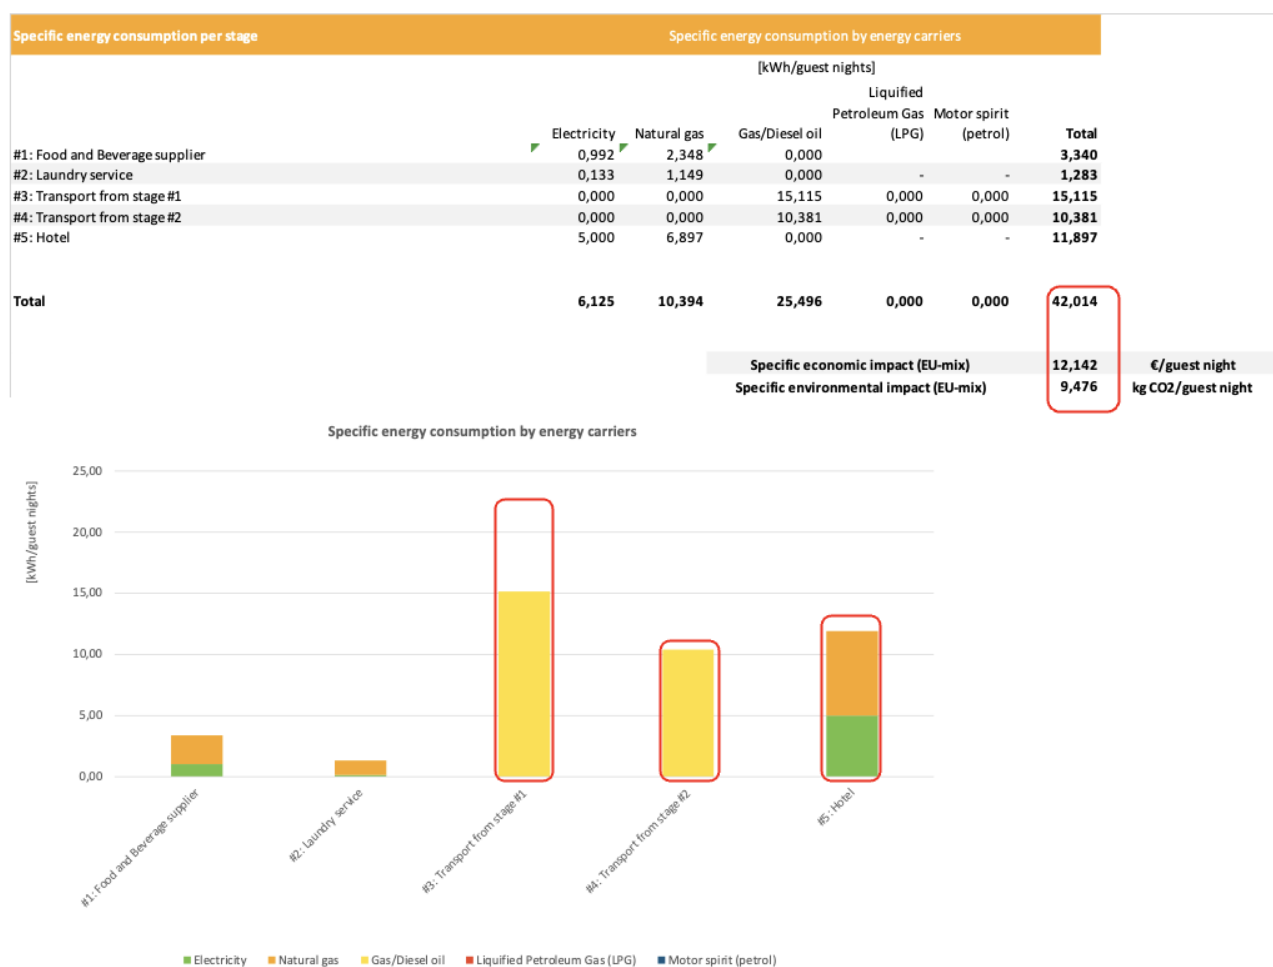 Specific energy consumption per stage Specific energy consumption by energy carriers
[kWh/guest nights]
Liquified
Petroleum Gas Motor spirit
Electricity Natural gas Gas/Diesel oil (LPG) (petrol) Total
#1: Food and Beverage supplier 0,992 2,348 0,000 3,340
#2: Laundry service 0,133 1,149 0,000 - - 1,283
#3: Transport from stage #1 0,000 0,000 15,115 0,000 0,000 15,115
#4: Transport from stage #2 0,000 0,000 10,381 0,000 0,000 10,381
#5: Hotel 5,000 6,897 0,000 - - 11,897
Total 6,125 10,394 25,496 0,000 0,000 42,014
Specific economic impact (EU-mix) 12,142 €/guest night
Specific environmental impact (EU-mix) 9,476 kg CO2/guest night
Specific energy consumption by energy carriers
[kWh/guest nights]
25,00
20,00
15,00
10,00
5,00
0,00
#1: Food and Beverage supplier
#2: Laundry service
#3: Transport from stage #1
#4: Transport from stage #2
#5: Hotel
Electricity Natural gas Gas/Diesel oil Liquified Petroleum Gas (LPG) Motor spirit (petrol)